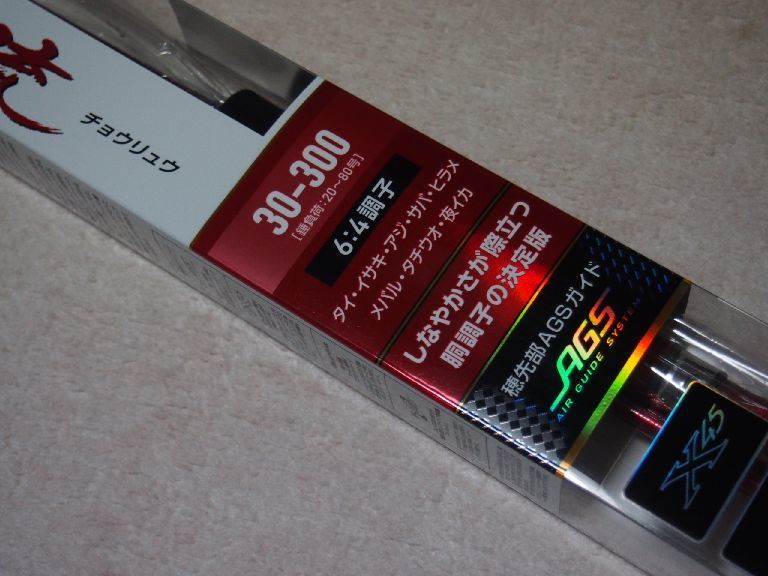 流
チョウリュウ
30-300
[錘負荷:20〜80号]
6:4調子
タイ・イサキ・アジ・サバ・ヒラメ
メバル・タチウオ・夜イカ
しなやかさが際立つ
胴調子の決定版
穂先部AGSガイド
AGS
AIR GUIDE SYSTEM
X45